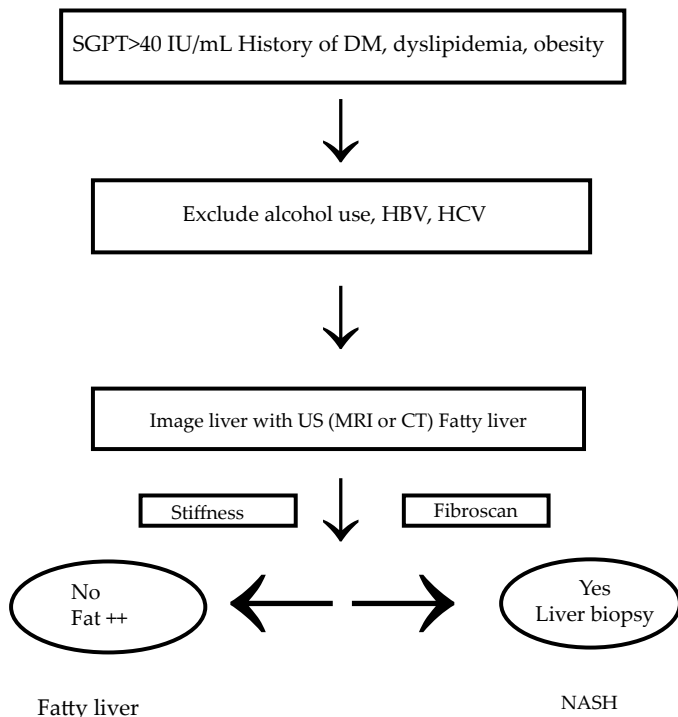 SGPT>40 IU/mL History of DM, dyslipidemia, obesity
Exclude alcohol use, HBV, HCV
Image liver with US (MRI or CT) Fatty liver
Stiffness
Fibroscan
No
Fat ++
Yes
Liver biopsy
Fatty liver
NASH